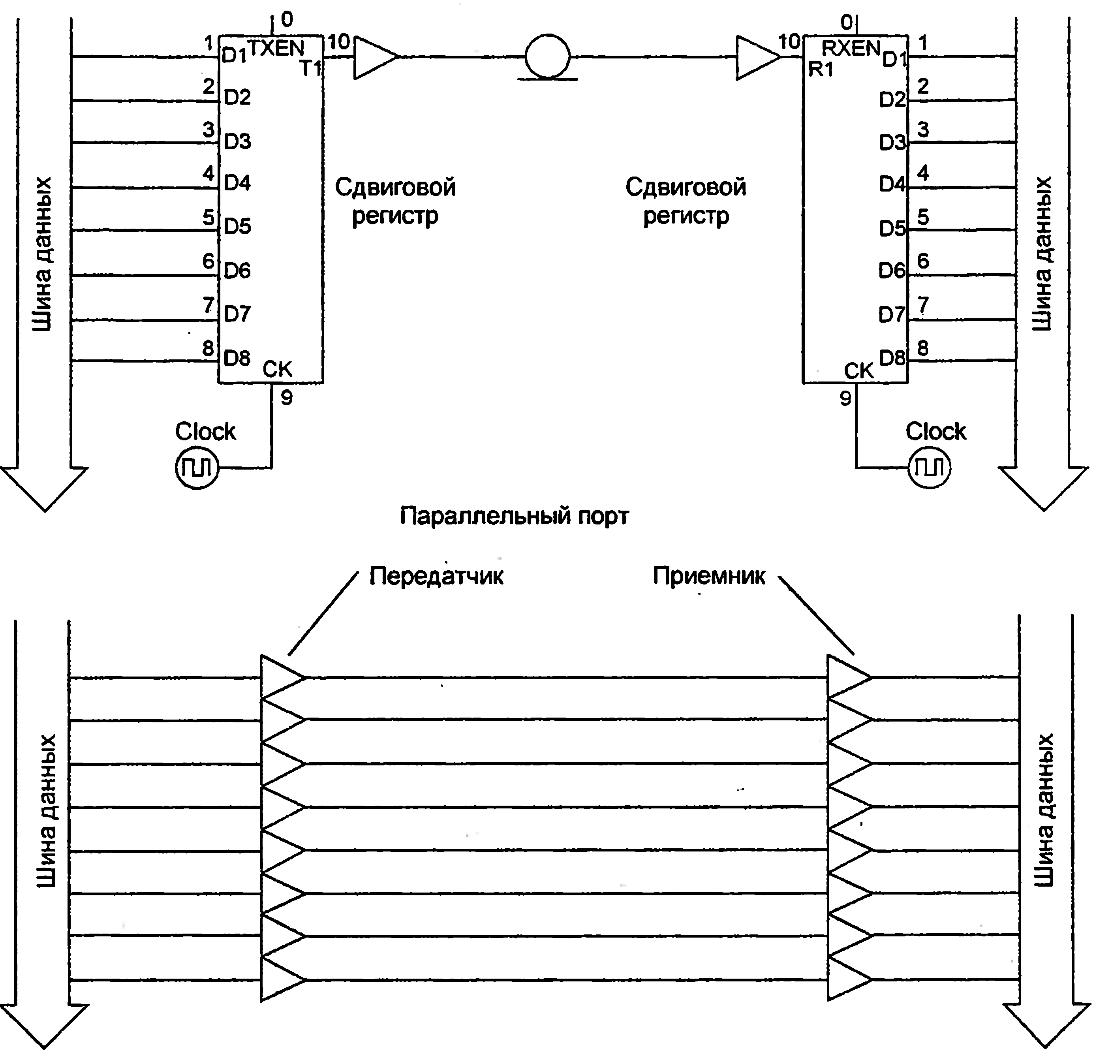 0
0
1
TXEN
10
10
RXEN
1
D1
T1
R1
D1
2
D2
D2
2
3
D3
D3
3
4
D4
D4
4
5
D5
D5
5
6
D6
D6
6
7
D7
D7
7
8
D8
D8
8
CK
CK
9
9
Сдвиговой
регистр
Сдвиговой
регистр
Шина данных
Шина данных
Clock
Clock
Параллельный порт
Передатчик
Приемник
Шина данных
Шина данных